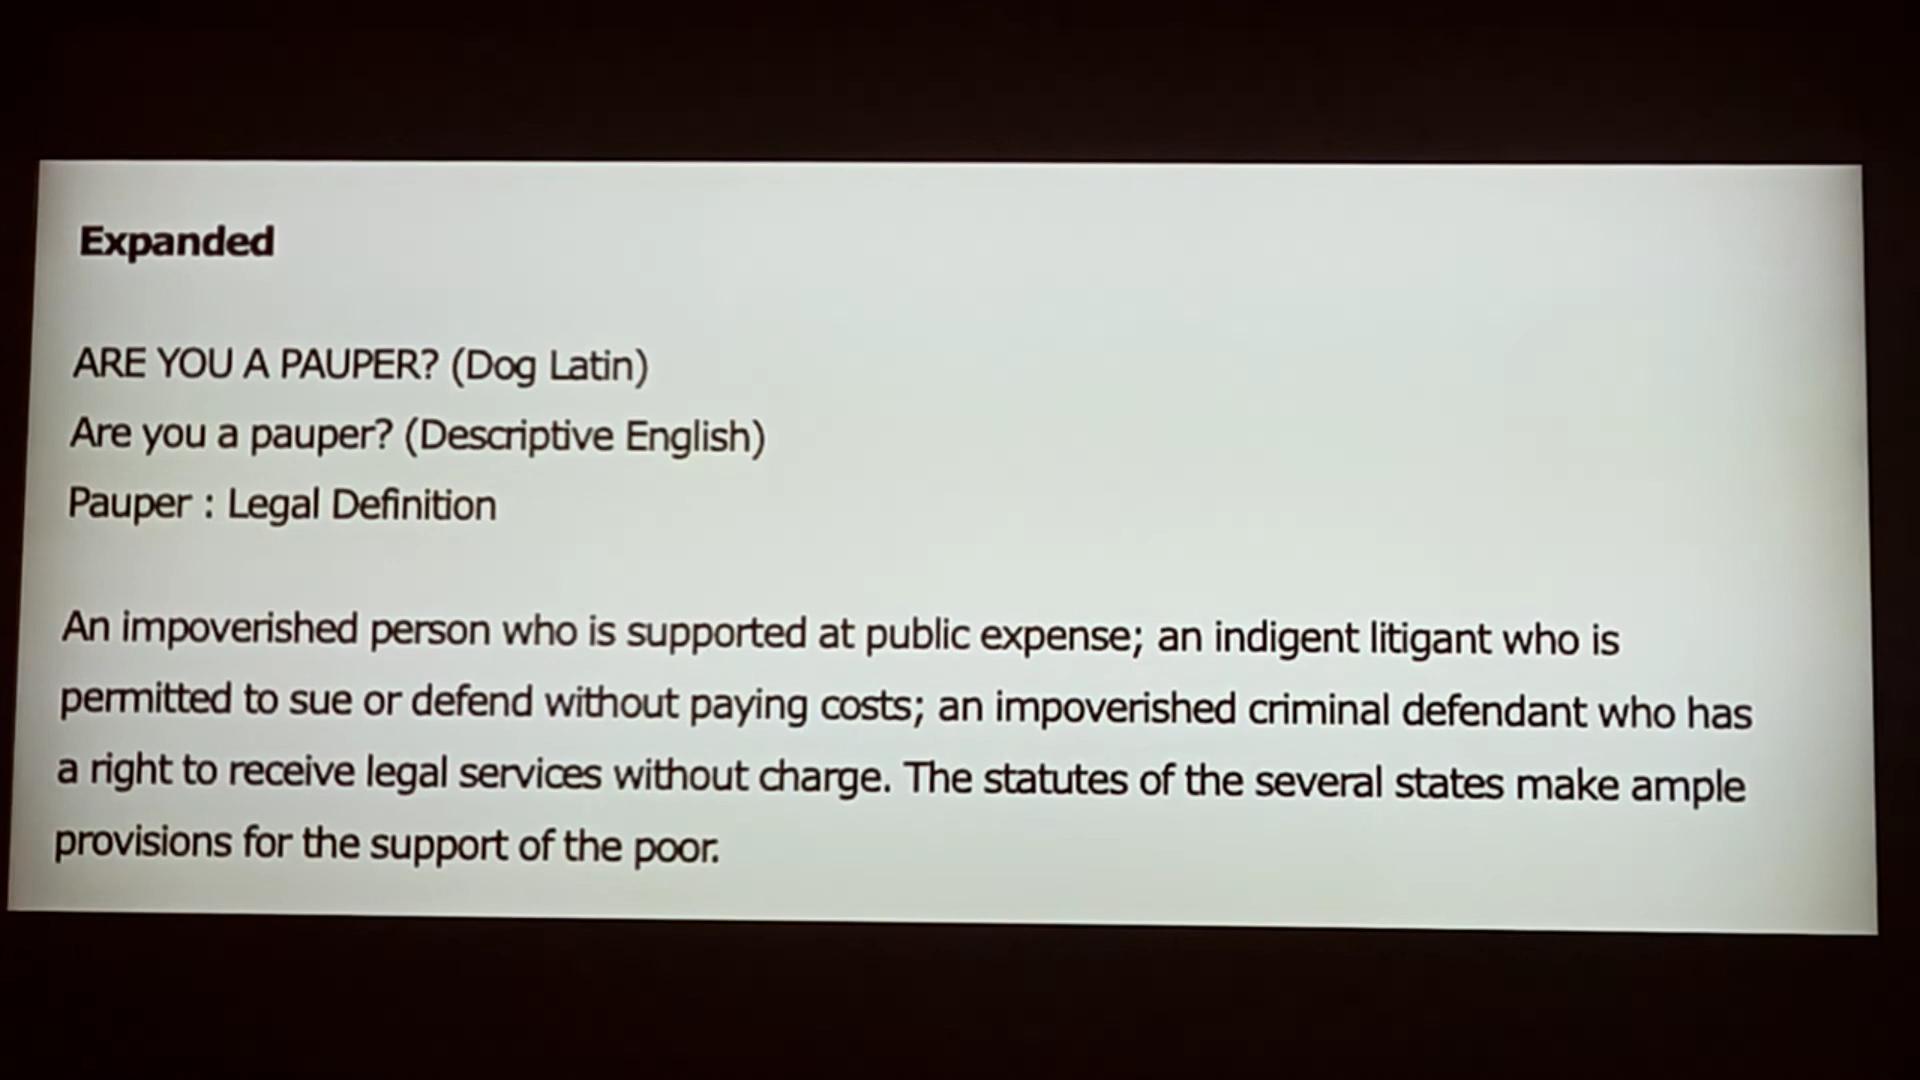 Expanded
ARE YOU A PAUPER? (Dog Latin)
Are you a pauper? (Descriptive English)
Pauper : Legal Definition
An impoverished person who is supported at public expense; an indigent litigant who is
permitted to sue or defend without paying costs; an impoverished criminal defendant who has
a right to receive legal services without charge. The statutes of the several states make ample
provisions for the support of the poor.